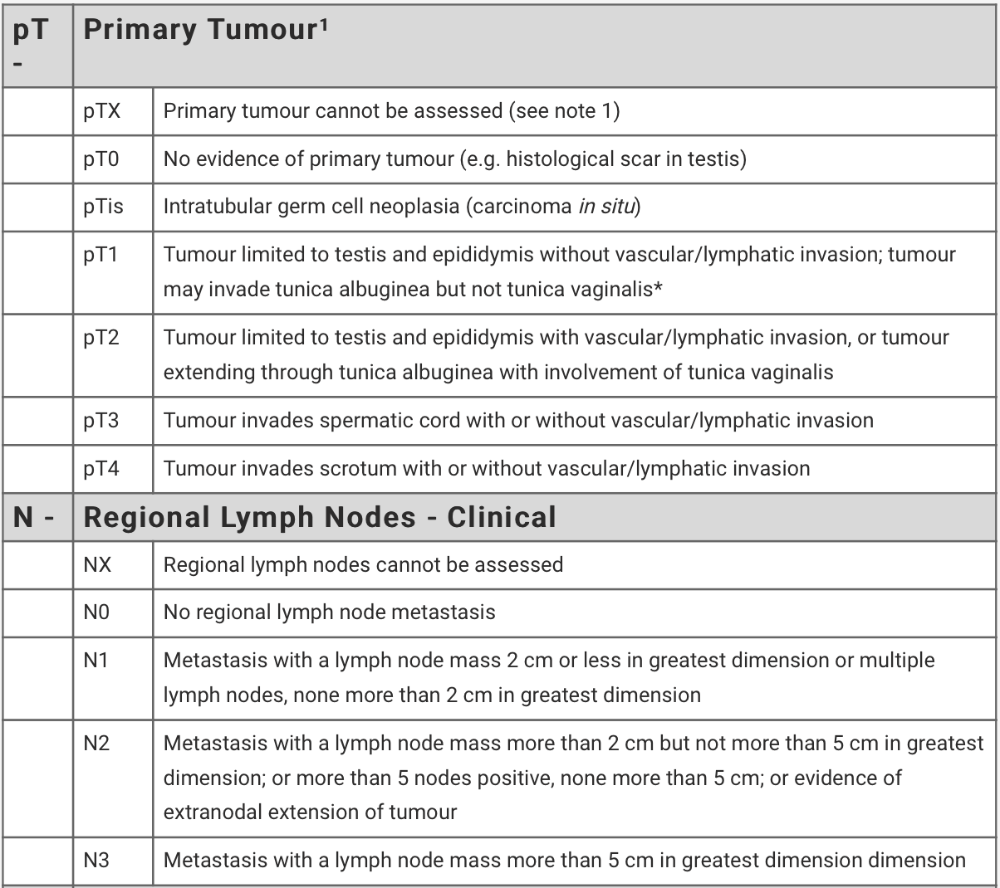 pT Primary Tumour¹
-
pTX Primary tumour cannot be assessed (see note 1)
pT0 No evidence of primary tumour (e.g. histological scar in testis)
pTis Intratubular germ cell neoplasia (carcinoma in situ)
pT1 Tumour limited to testis and epididymis without vascular/lymphatic invasion; tumour
may invade tunica albuginea but not tunica vaginalis*
pT2 Tumour limited to testis and epididymis with vascular/lymphatic invasion, or tumour
extending through tunica albuginea with involvement of tunica vaginalis
pT3 Tumour invades spermatic cord with or without vascular/lymphatic invasion
pT4 Tumour invades scrotum with or without vascular/lymphatic invasion
N - Regional Lymph Nodes - Clinical
NX Regional lymph nodes cannot be assessed
N0 No regional lymph node metastasis
N1 Metastasis with a lymph node mass 2 cm or less in greatest dimension or multiple
lymph nodes, none more than 2 cm in greatest dimension
N2 Metastasis with a lymph node mass more than 2 cm but not more than 5 cm in greatest
dimension; or more than 5 nodes positive, none more than 5 cm; or evidence of
extranodal extension of tumour
N3 Metastasis with a lymph node mass more than 5 cm in greatest dimension dimension